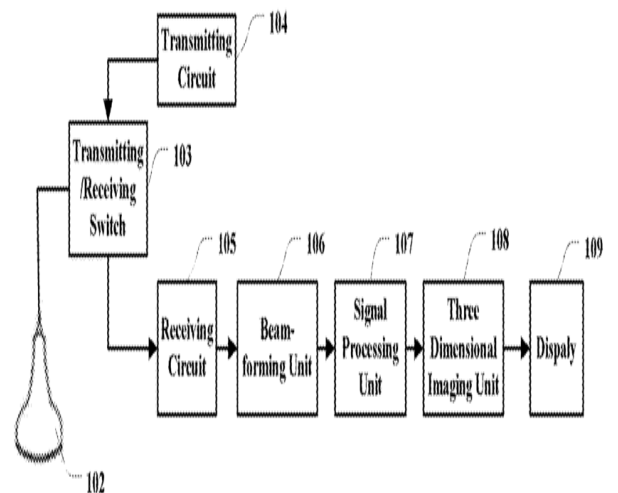 104
Transmitting
Circuit
Transmitting
/Receiving
Switch
103
105
106
107
108
109
Receiving
Circuit
Beam-
forming Unit
Signal
Processing
Unit
Three
Dimensional
Imaging Unit
Dispaly
102